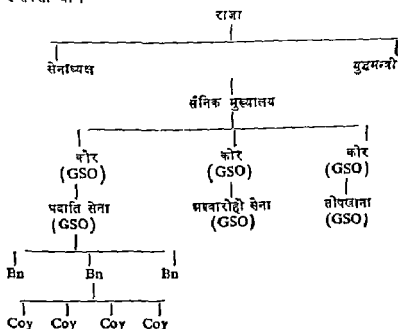 राजा
सेनाध्यक्ष युद्धमन्त्री
सैनिक मुख्यालय
कोर कोर कोर
(GSO) (GSO) (GSO)
पदाति सेना अश्वारोही सेना तोपखाना
(GSO) (GSO) (GSO)
Bn Bn Bn
Coy Coy Coy Coy